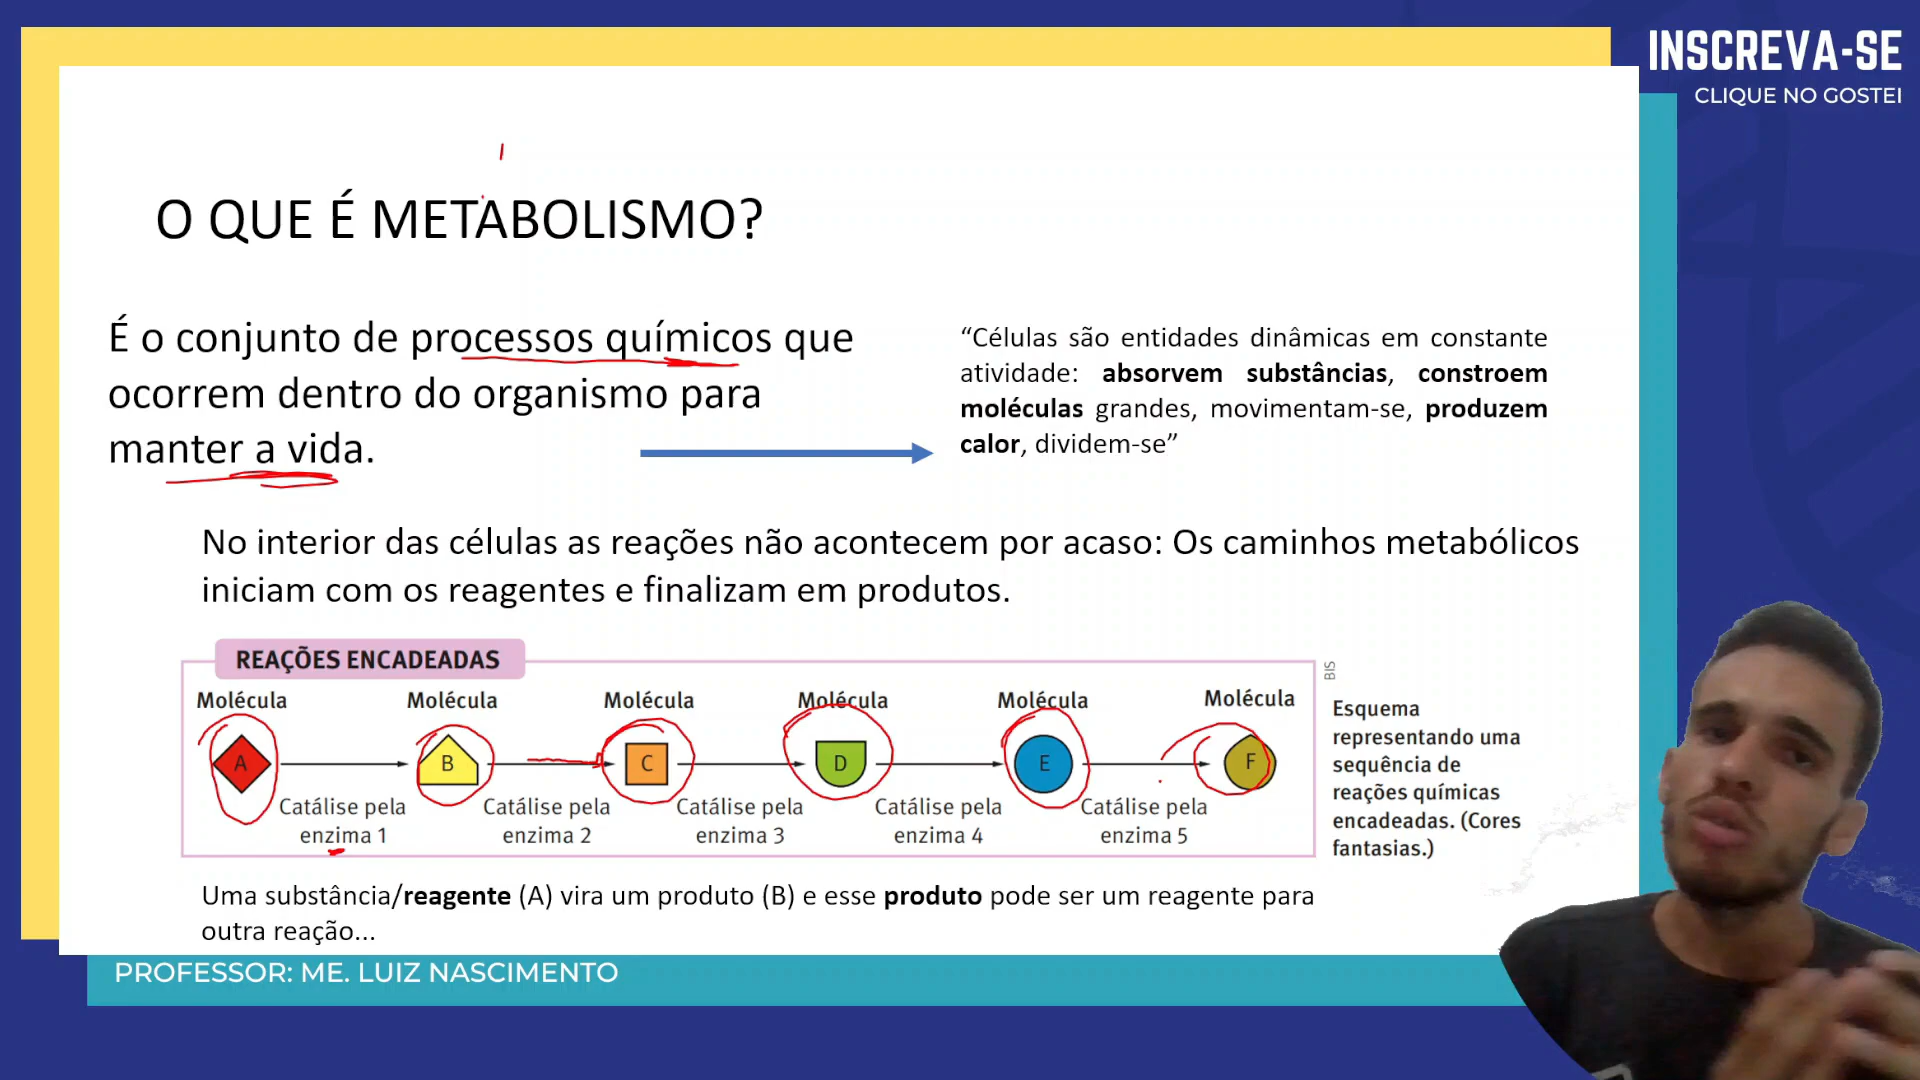 INSCREVA-SE
CLIQUE NO GOSTEI
O QUE É METABOLISMO?
É o conjunto de processos químicos que
ocorrem dentro do organismo para
manter a vida.
“Células são entidades dinâmicas em constante
atividade: absorvem substâncias, constroem
moléculas grandes, movimentam-se, produzem
calor, dividem-se”
No interior das células as reações não acontecem por acaso: Os caminhos metabólicos
iniciam com os reagentes e finalizam em produtos.
REAÇÕES ENCADEADAS
Molécula Molécula Molécula Molécula Molécula Molécula
A B C D E F
Catálise pela Catálise pela Catálise pela Catálise pela Catálise pela
enzima 1 enzima 2 enzima 3 enzima 4 enzima 5
BIS
Esquema
representando uma
sequência de
reações químicas
encadeadas. (Cores
fantasias.)
Uma substância/reagente (A) vira um produto (B) e esse produto pode ser um reagente para
outra reação...
PROFESSOR: ME. LUIZ NASCIMENTO